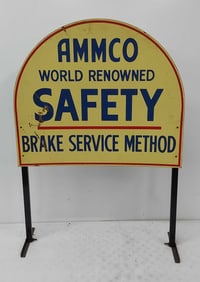 AMMCO
WORLD RENOWNED
SAFETY
BRAKE SERVICE METHOD